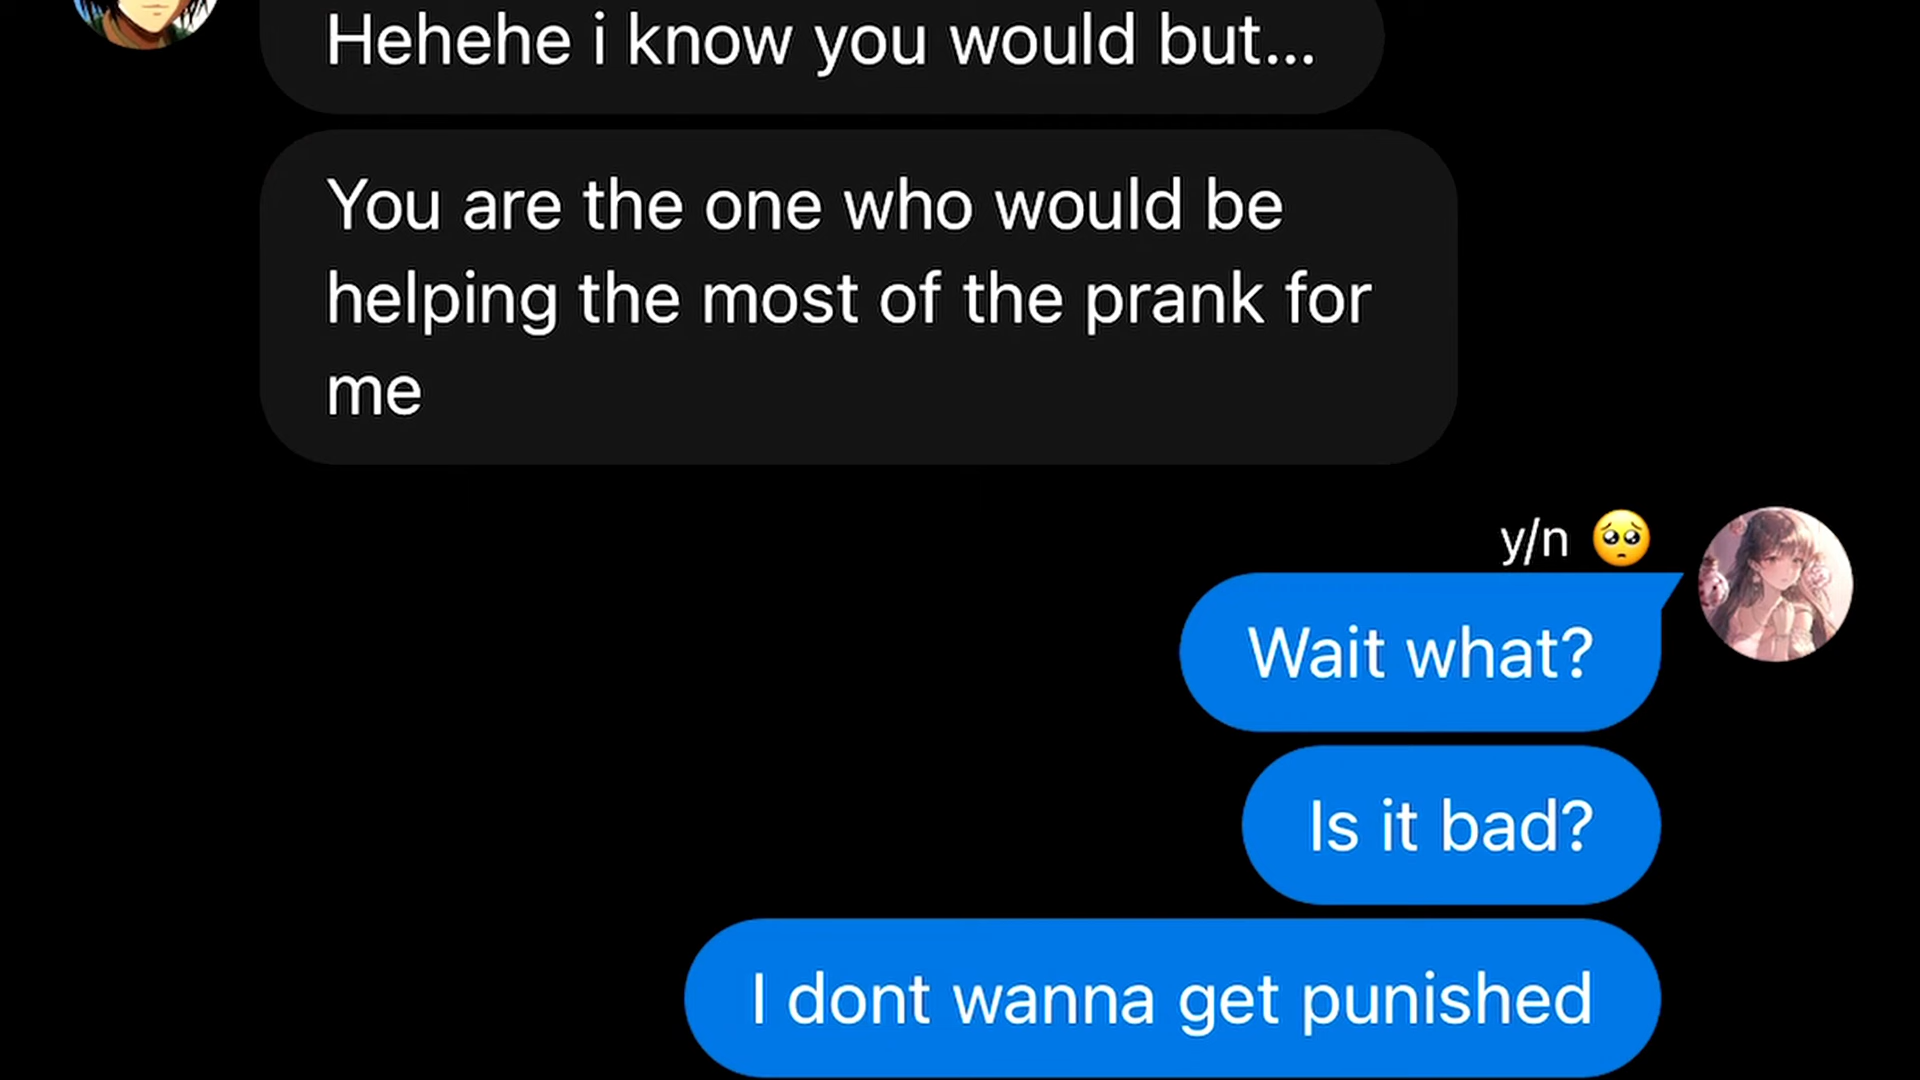 Hehehe i know you would but...
You are the one who would be
helping the most of the prank for
me
y/n 🥺
Wait what?
Is it bad?
I dont wanna get punished